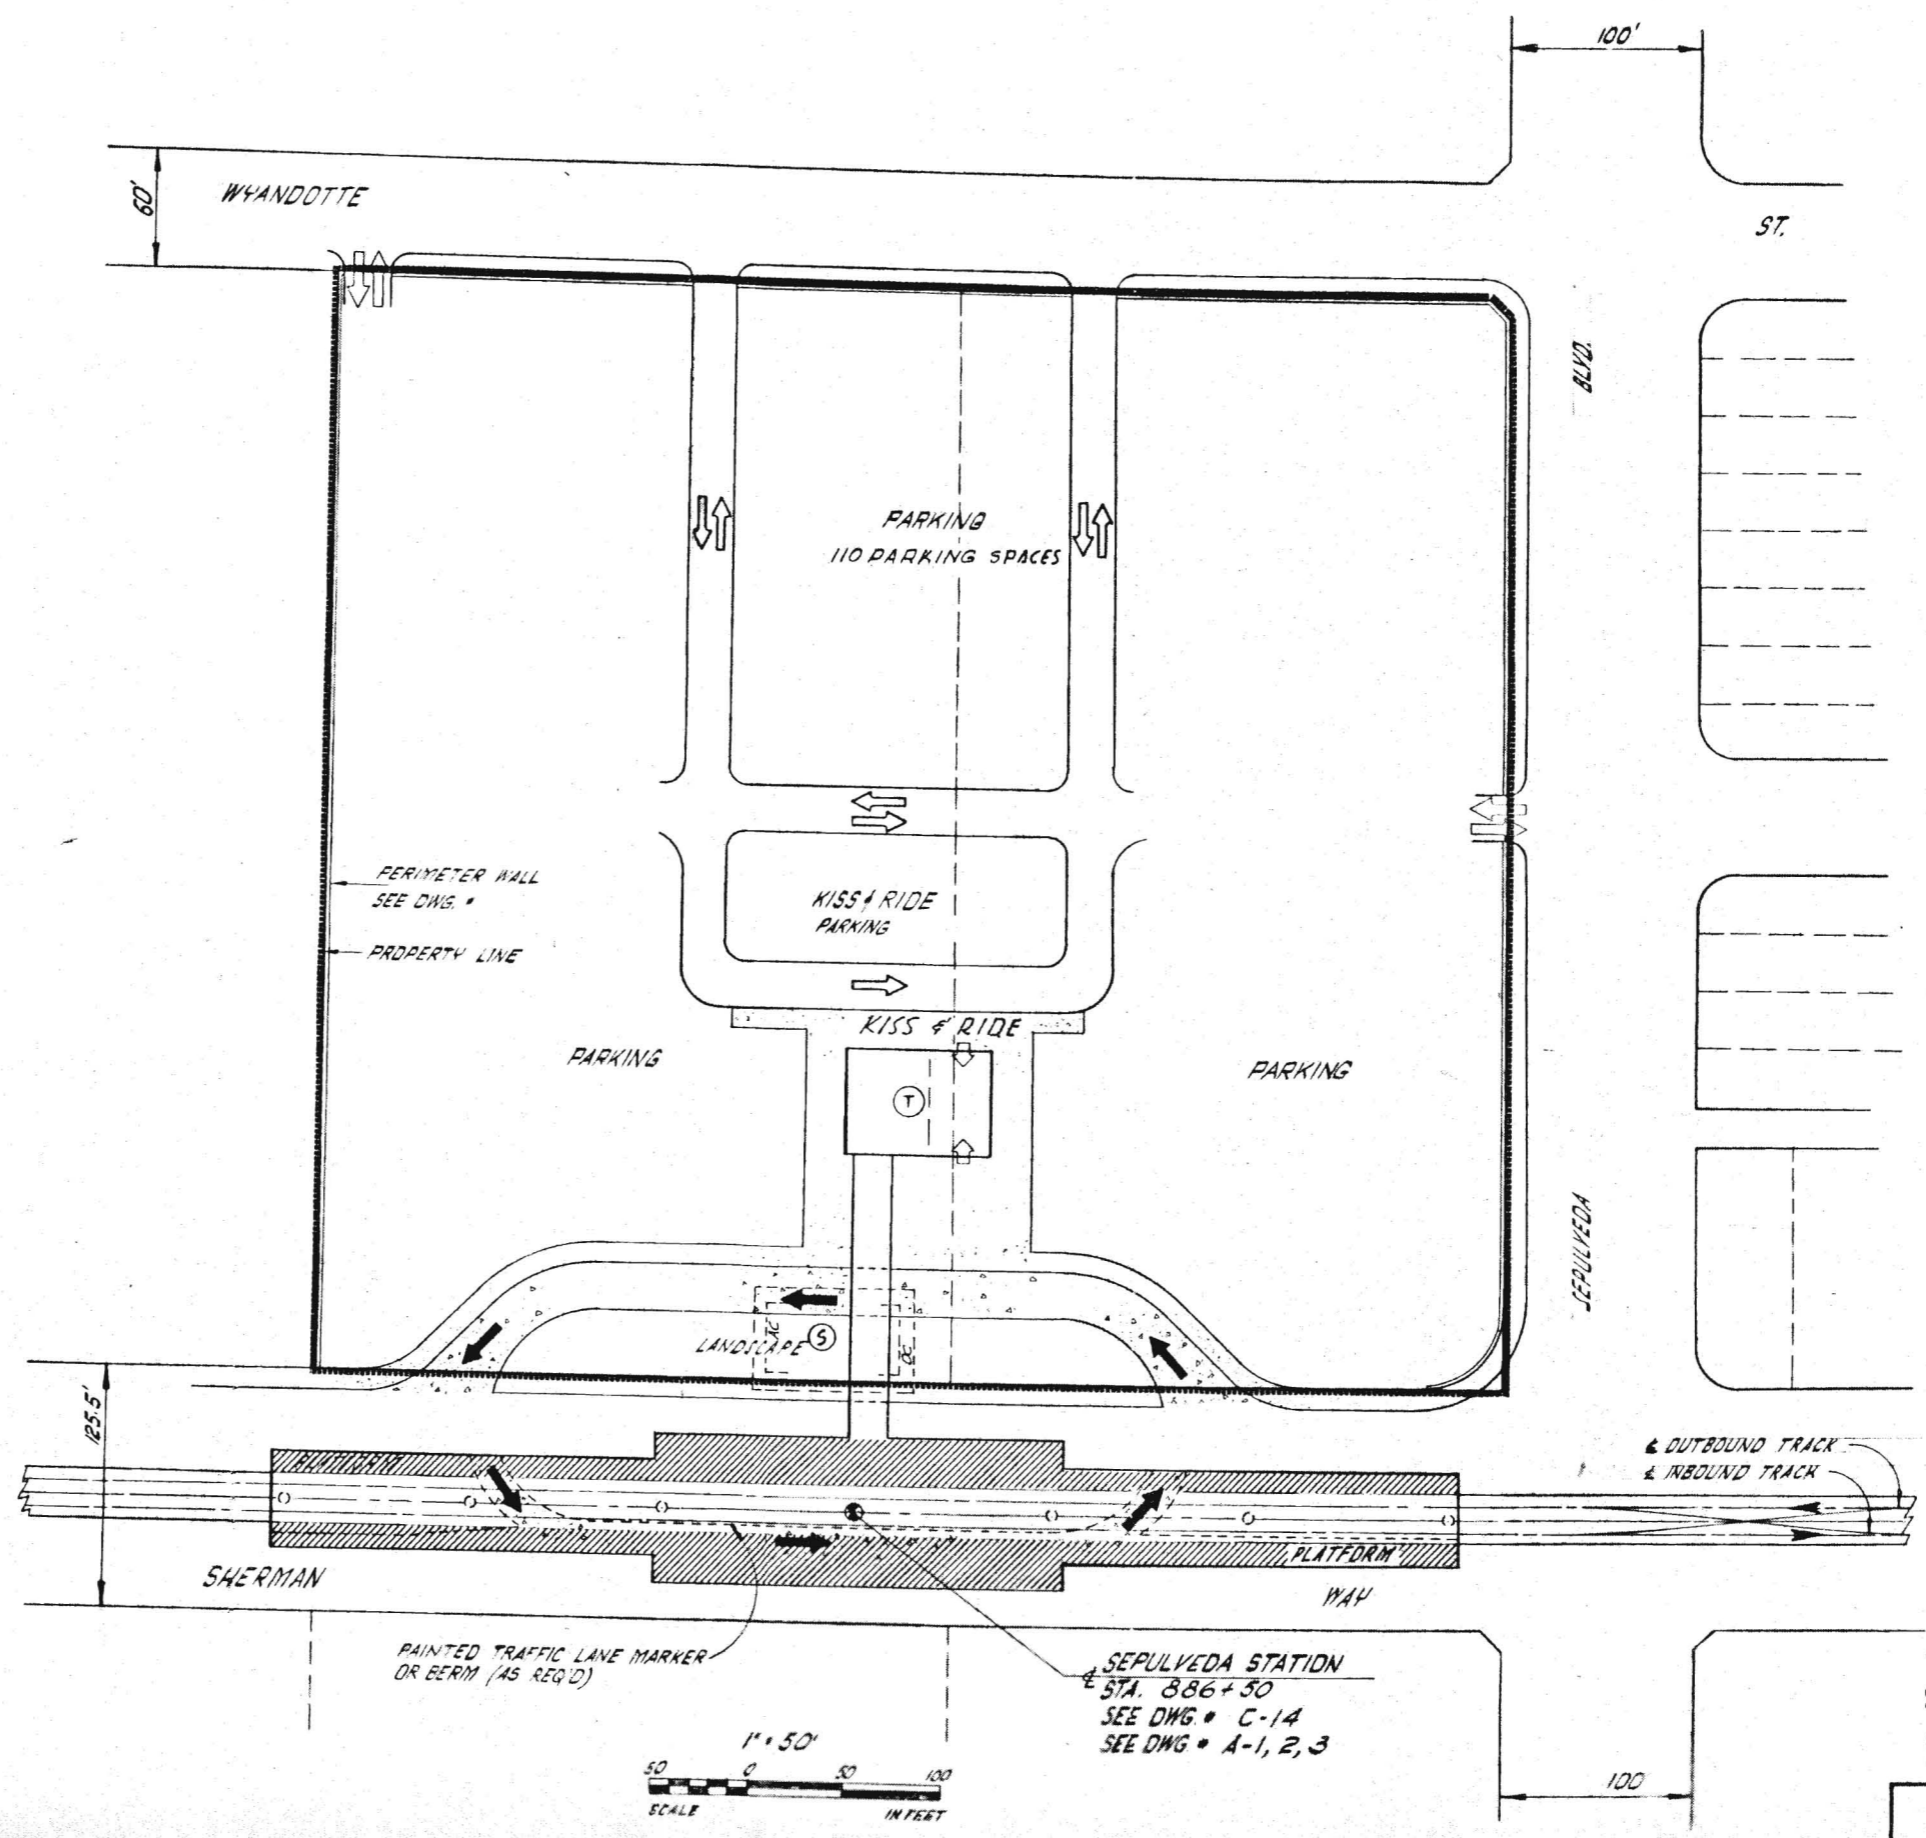 100'
60'
WYANDOTTE
ST.
BLVD.
PARKING
110 PARKING SPACES
PERIMETER WALL
SEE DWG. #
PROPERTY LINE
KISS & RIDE
PARKING
KISS & RIDE
PARKING
PARKING
T
SEPULVEDA
LANDSCAPE
S
125.5'
℄ OUTBOUND TRACK
℄ INBOUND TRACK
PLATFORM
PLATFORM
SHERMAN
WAY
PAINTED TRAFFIC LANE MARKER
OR BERM (AS REQ'D)
℄ SEPULVEDA STATION
STA. 886+50
SEE DWG. # C-14
SEE DWG # A-1, 2, 3
1" = 50'
50 0 50 100
SCALE IN FEET
100